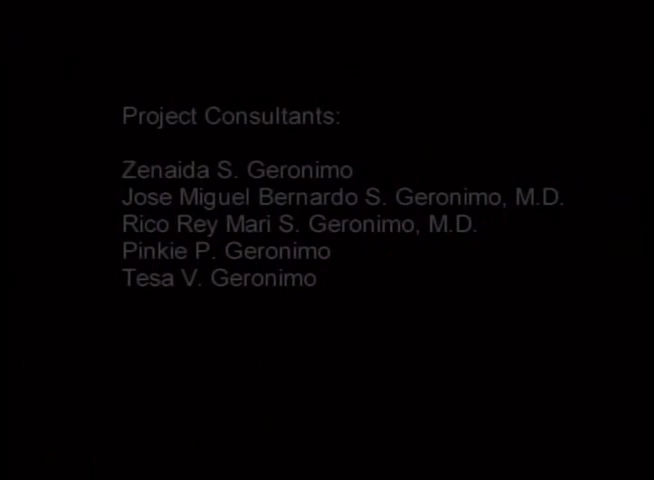 Project Consultants:
Zenaida S. Geronimo
Jose Miguel Bernardo S. Geronimo, M.D.
Rico Rey Mari S. Geronimo, M.D.
Pinkie P. Geronimo
Tesa V. Geronimo